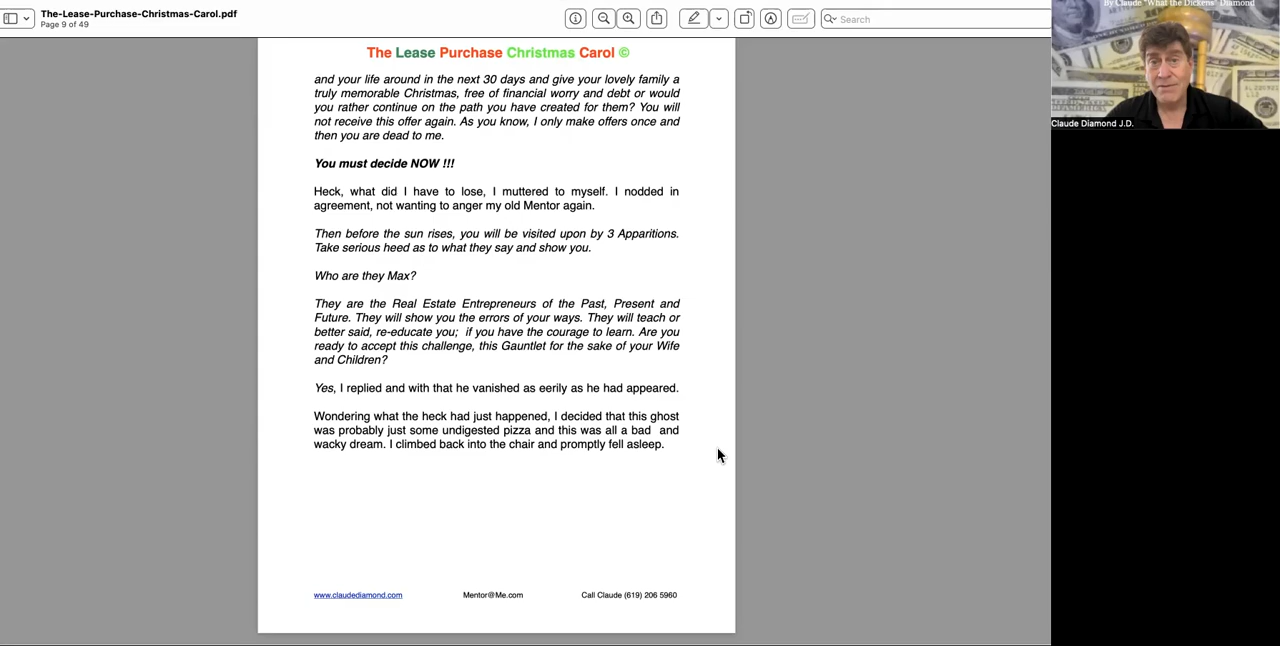 The-Lease-Purchase-Christmas-Carol.pdf
Page 9 of 49
Search
By Claude "What the Dickens" Diamond
Claude Diamond J.D.
The Lease Purchase Christmas Carol ©
and your life around in the next 30 days and give your lovely family a
truly memorable Christmas, free of financial worry and debt or would
you rather continue on the path you have created for them? You will
not receive this offer again. As you know, I only make offers once and
then you are dead to me.
You must decide NOW !!!
Heck, what did I have to lose, I muttered to myself. I nodded in
agreement, not wanting to anger my old Mentor again.
Then before the sun rises, you will be visited upon by 3 Apparitions.
Take serious heed as to what they say and show you.
Who are they Max?
They are the Real Estate Entrepreneurs of the Past, Present and
Future. They will show you the errors of your ways. They will teach or
better said, re-educate you; if you have the courage to learn. Are you
ready to accept this challenge, this Gauntlet for the sake of your Wife
and Children?
Yes, I replied and with that he vanished as eerily as he had appeared.
Wondering what the heck had just happened, I decided that this ghost
was probably just some undigested pizza and this was all a bad and
wacky dream. I climbed back into the chair and promptly fell asleep.
www.claudediamond.com Mentor@Me.com Call Claude (619) 206 5960